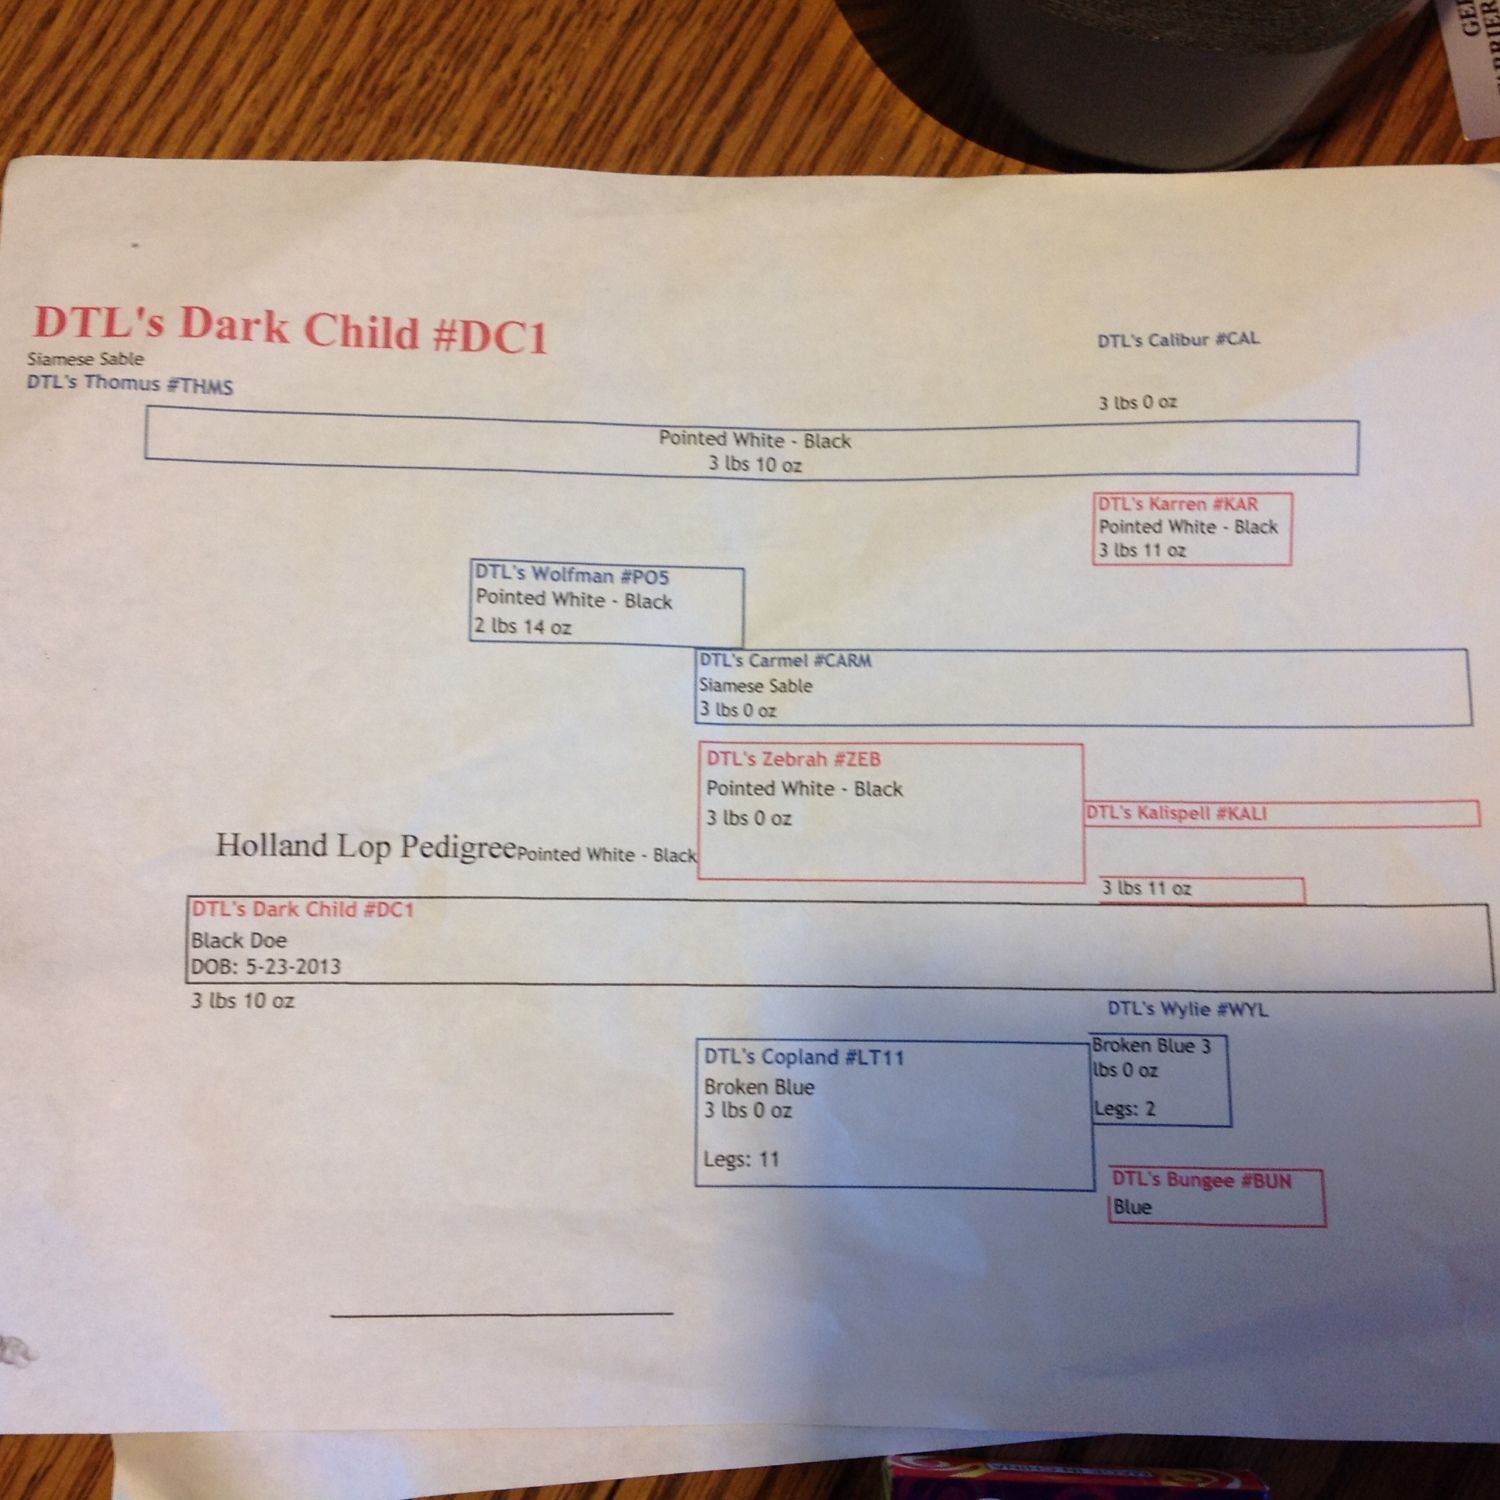 GEI
ARRIER
DTL's Dark Child #DC1
Siamese Sable
DTL's Thomus #THMS
DTL's Calibur #CAL
3 lbs 0 oz
Pointed White - Black
3 lbs 10 oz
DTL's Karren #KAR
Pointed White - Black
3 lbs 11 oz
DTL's Wolfman #PO5
Pointed White - Black
2 lbs 14 oz
DTL's Carmel #CARM
Siamese Sable
3 lbs 0 oz
DTL's Zebrah #ZEB
Pointed White - Black
3 lbs 0 oz
DTL's Kalispell #KALI
Holland Lop Pedigree Pointed White - Black
3 lbs 11 oz
DTL's Dark Child #DC1
Black Doe
DOB: 5-23-2013
3 lbs 10 oz
DTL's Wylie #WYL
Broken Blue 3
lbs 0 oz
Legs: 2
DTL's Copland #LT11
Broken Blue
3 lbs 0 oz
Legs: 11
DTL's Bungee #BUN
Blue
MADE IN CHINA